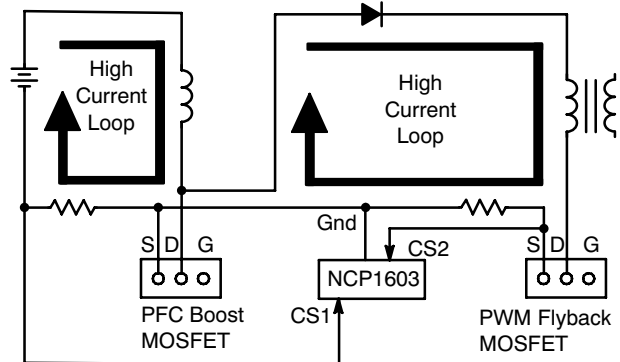 High
Current
Loop
High
Current
Loop
Gnd
S D G
CS2
S D G
NCP1603
CS1
PFC Boost
MOSFET
PWM Flyback
MOSFET